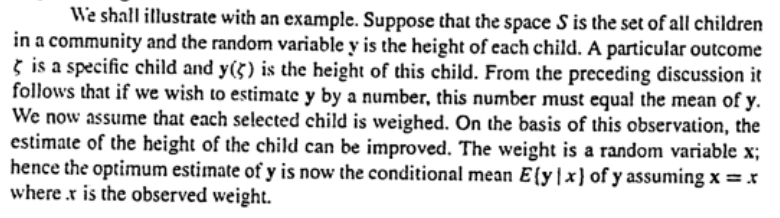 We shall illustrate with an example. Suppose that the space S is the set of all children
in a community and the random variable y is the height of each child. A particular outcome
ζ is a specific child and y(ζ) is the height of this child. From the preceding discussion it
follows that if we wish to estimate y by a number, this number must equal the mean of y.
We now assume that each selected child is weighed. On the basis of this observation, the
estimate of the height of the child can be improved. The weight is a random variable x;
hence the optimum estimate of y is now the conditional mean E{y | x} of y assuming x = x
where x is the observed weight.